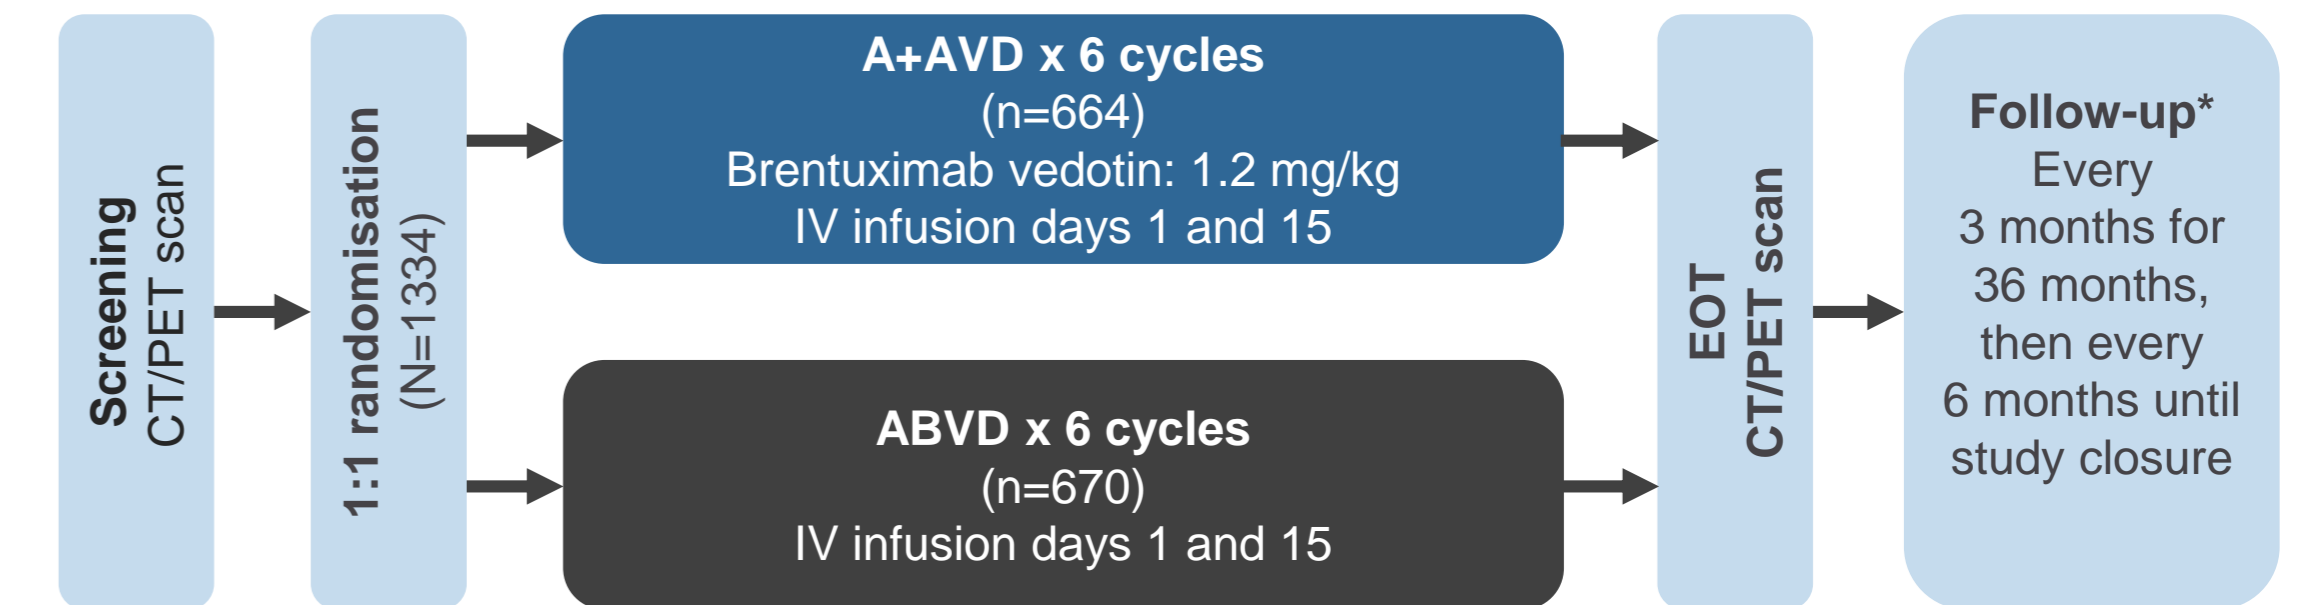 Screening
CT/PET scan
1:1 randomisation
(N=1334)
A+AVD x 6 cycles
(n=664)
Brentuximab vedotin: 1.2 mg/kg
IV infusion days 1 and 15
ABVD x 6 cycles
(n=670)
IV infusion days 1 and 15
EOT
CT/PET scan
Follow-up*
Every
3 months for
36 months,
then every
6 months until
study closure